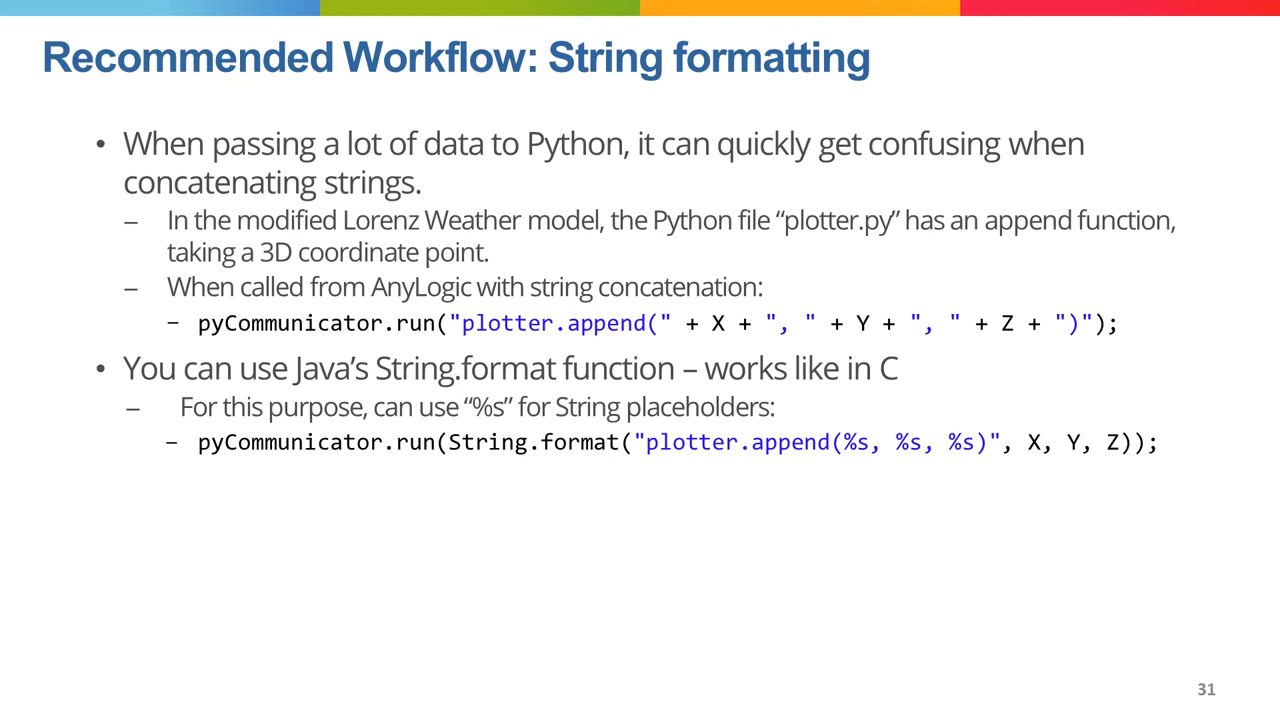 Recommended Workflow: String formatting
• When passing a lot of data to Python, it can quickly get confusing when
concatenating strings.
– In the modified Lorenz Weather model, the Python file “plotter.py” has an append function,
taking a 3D coordinate point.
– When called from AnyLogic with string concatenation:
− pyCommunicator.run("plotter.append(" + X + ", " + Y + ", " + Z + ")");
• You can use Java’s String.format function – works like in C
– For this purpose, can use “%s” for String placeholders:
− pyCommunicator.run(String.format("plotter.append(%s, %s, %s)", X, Y, Z));
31